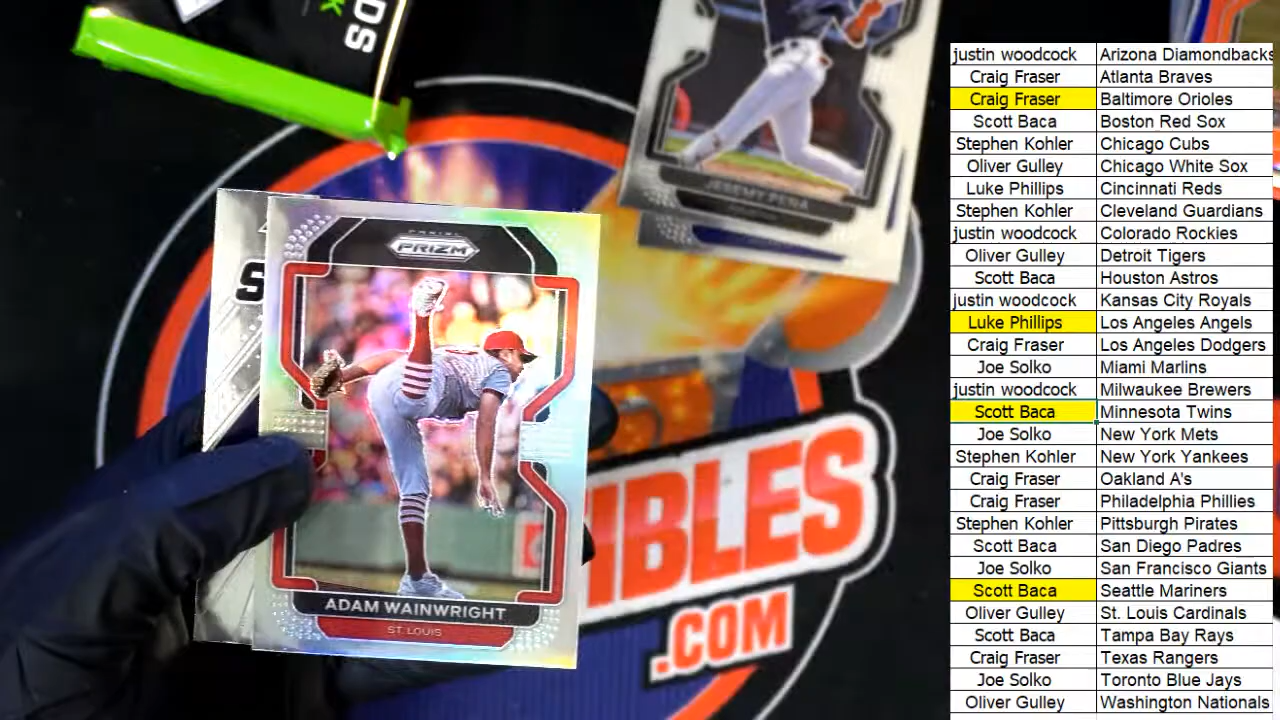 DS
K
JEREMY PEÑA
PANINI
PRIZM
S
ADAM WAINWRIGHT
ST. LOUIS
IBLES
.COM
justin woodcock Arizona Diamondbacks
Craig Fraser Atlanta Braves
Craig Fraser Baltimore Orioles
Scott Baca Boston Red Sox
Stephen Kohler Chicago Cubs
Oliver Gulley Chicago White Sox
Luke Phillips Cincinnati Reds
Stephen Kohler Cleveland Guardians
justin woodcock Colorado Rockies
Oliver Gulley Detroit Tigers
Scott Baca Houston Astros
justin woodcock Kansas City Royals
Luke Phillips Los Angeles Angels
Craig Fraser Los Angeles Dodgers
Joe Solko Miami Marlins
justin woodcock Milwaukee Brewers
Scott Baca Minnesota Twins
Joe Solko New York Mets
Stephen Kohler New York Yankees
Craig Fraser Oakland A's
Craig Fraser Philadelphia Phillies
Stephen Kohler Pittsburgh Pirates
Scott Baca San Diego Padres
Joe Solko San Francisco Giants
Scott Baca Seattle Mariners
Oliver Gulley St. Louis Cardinals
Scott Baca Tampa Bay Rays
Craig Fraser Texas Rangers
Joe Solko Toronto Blue Jays
Oliver Gulley Washington Nationals